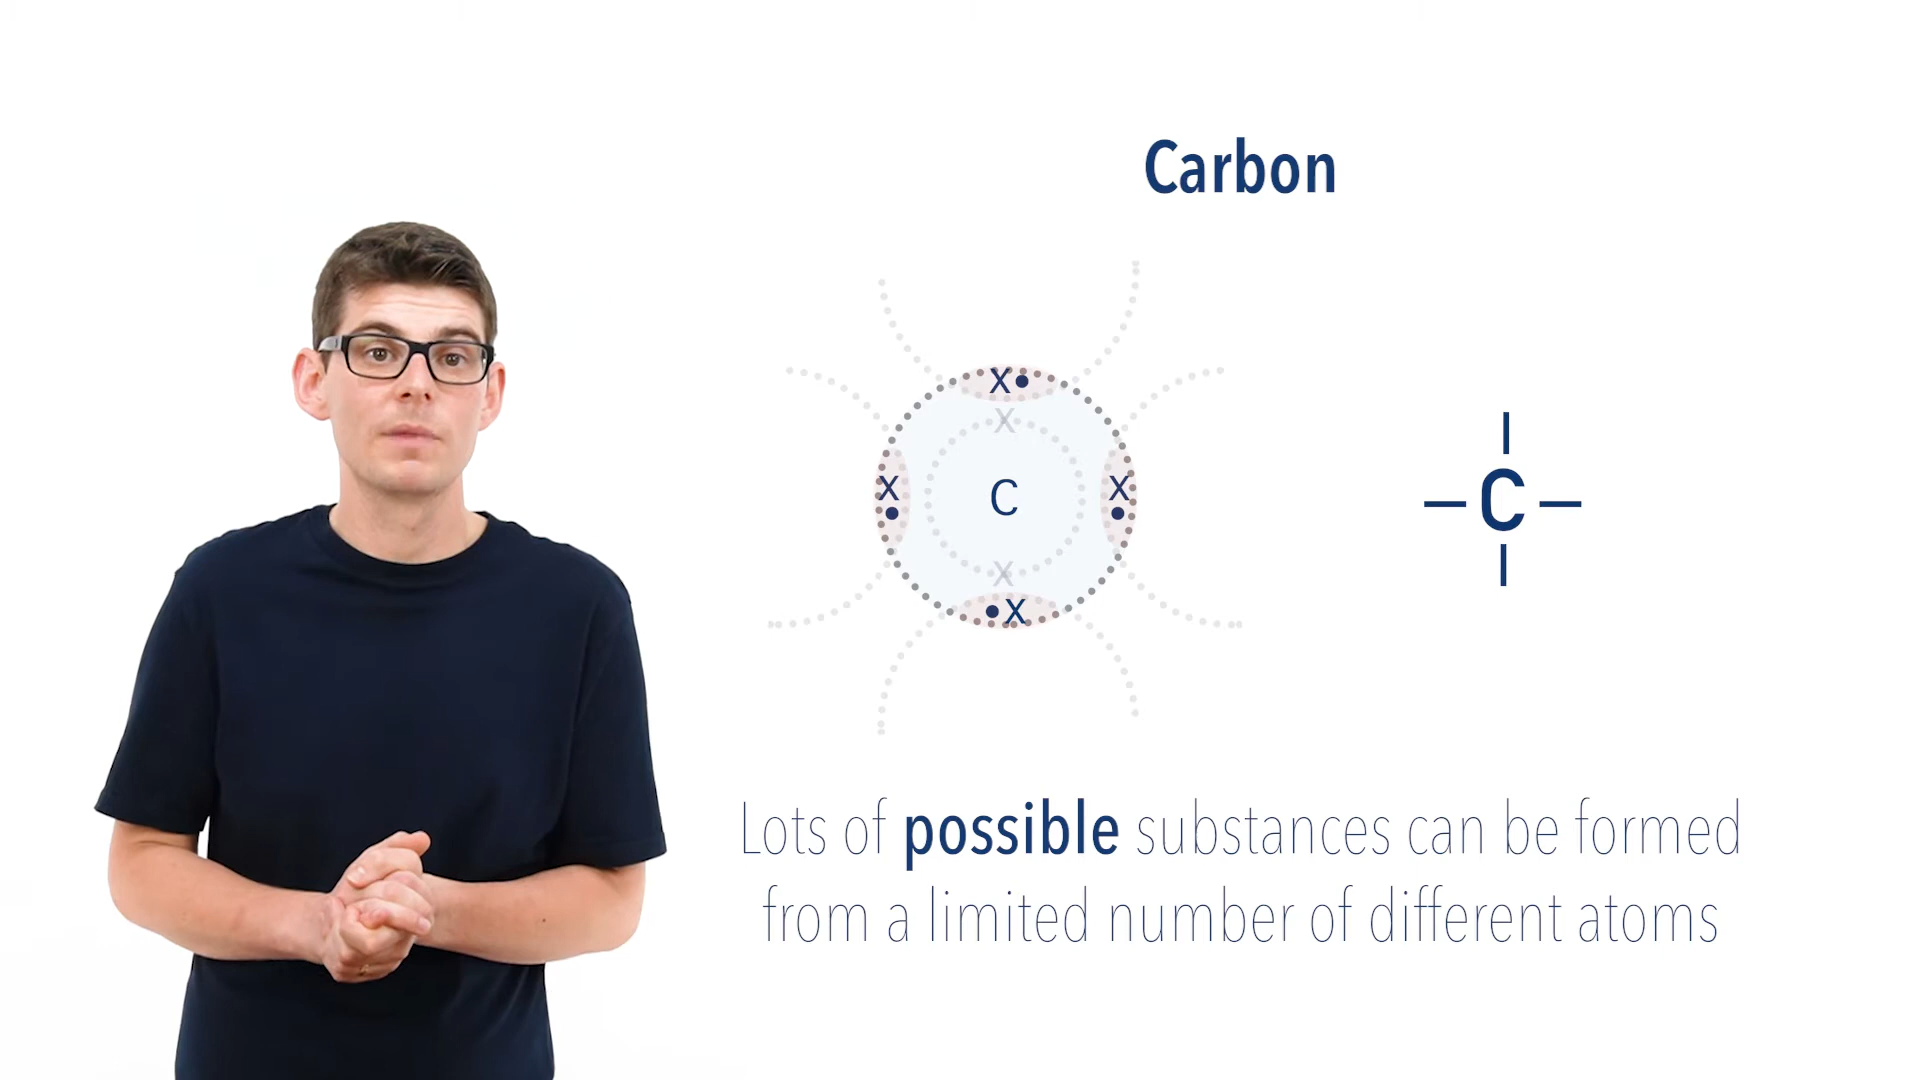 Carbon
X
X
X
C
X
X
X
C
Lots of possible substances can be formed
from a limited number of different atoms